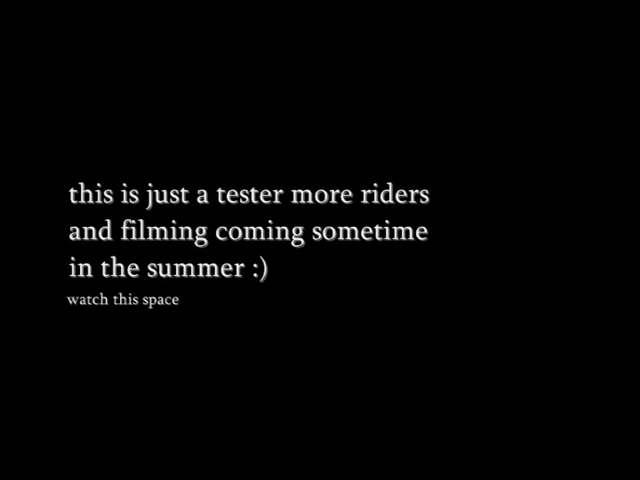 this is just a tester more riders
and filming coming sometime
in the summer :)
watch this space